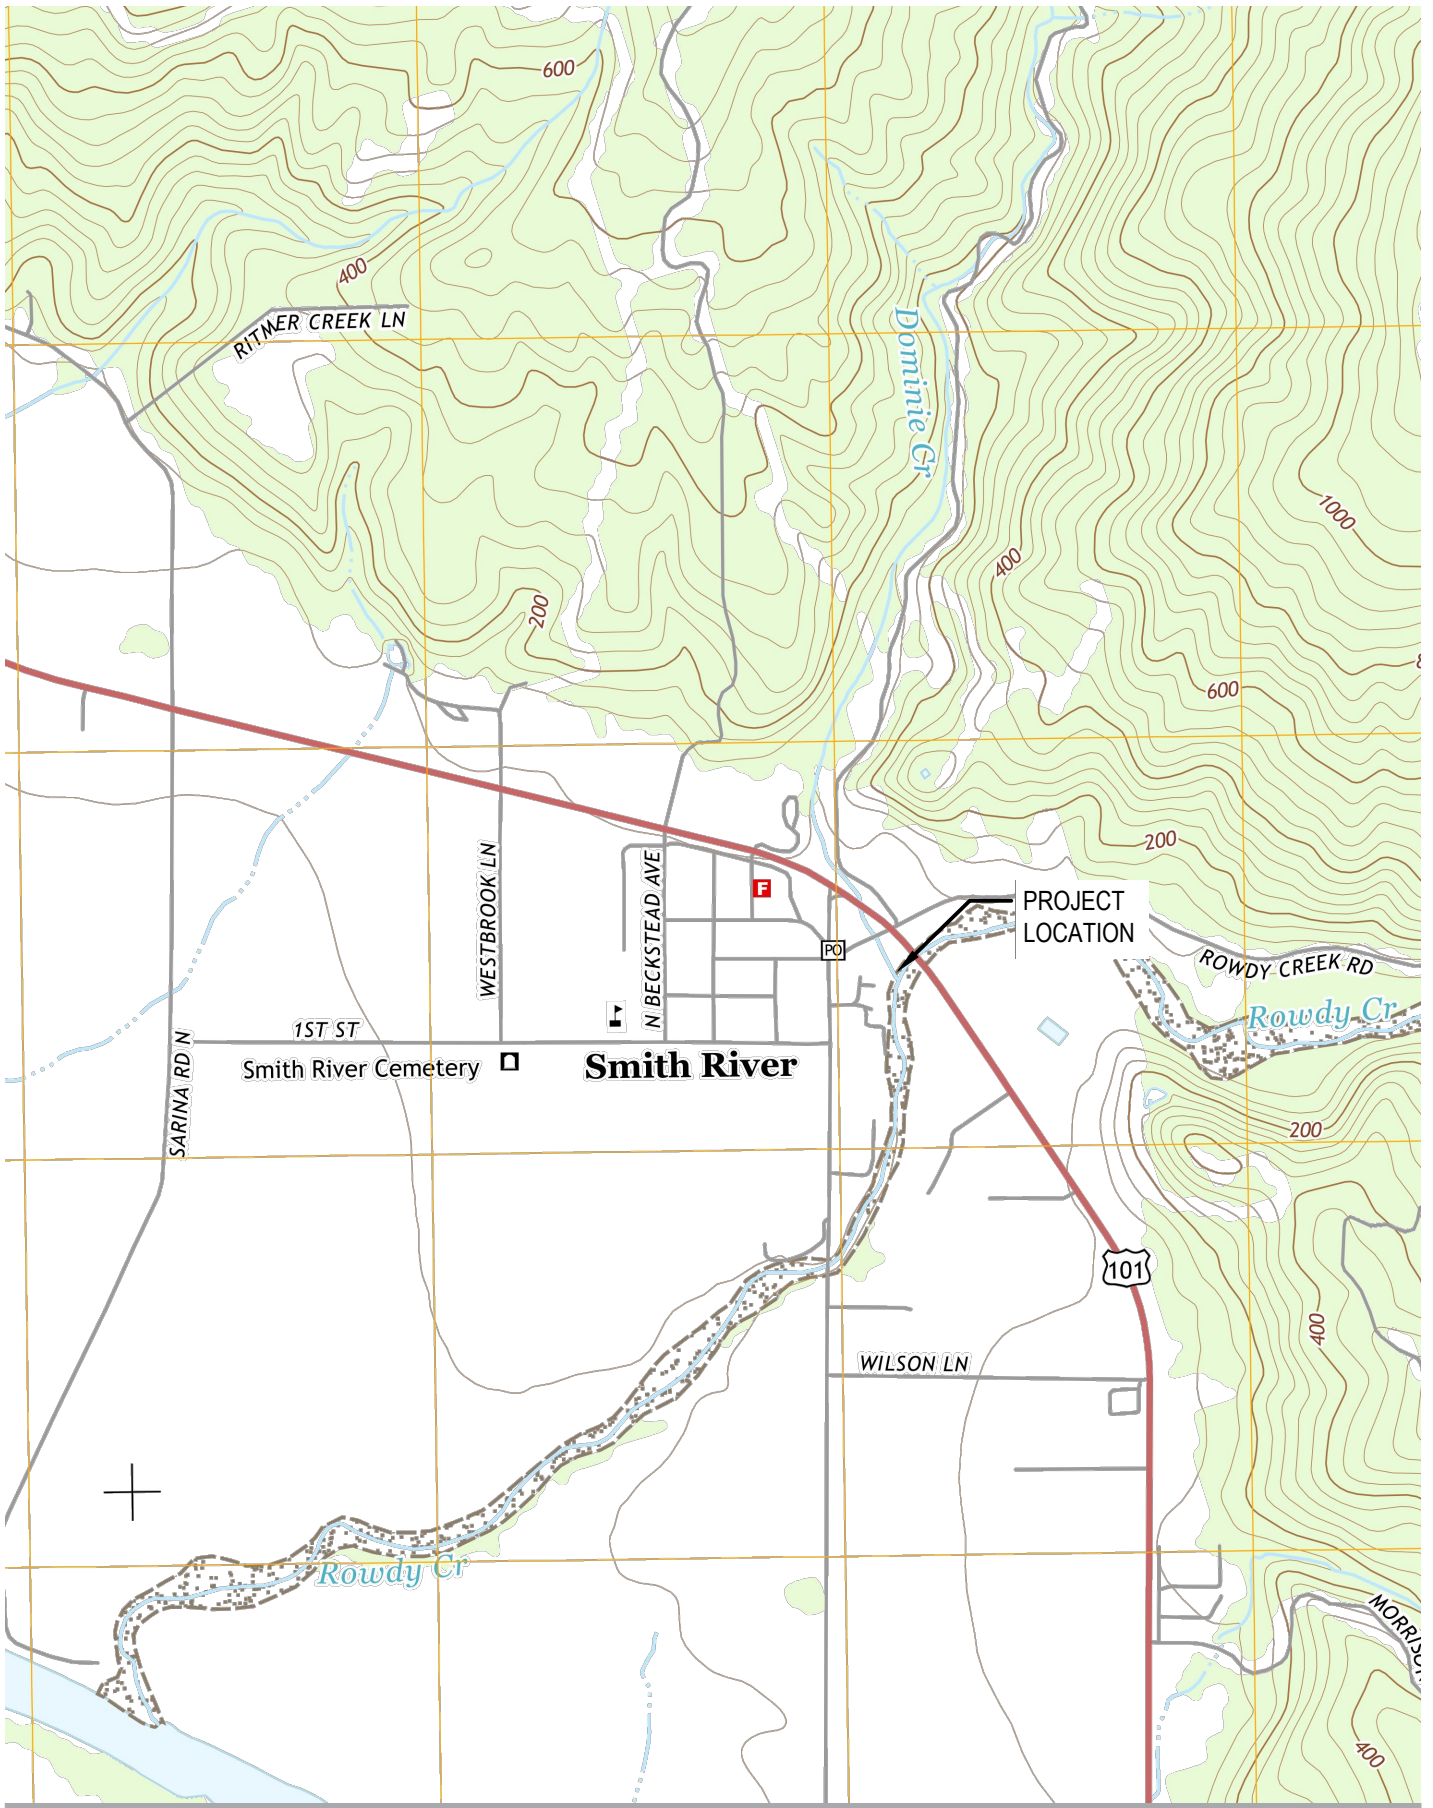 600
400
RITMER CREEK LN
Dominie Cr
1000
400
200
600
200
F
PROJECT
LOCATION
WESTBROOK LN
N BECKSTEAD AVE
PO
ROWDY CREEK RD
Rowdy Cr
1ST ST
Smith River Cemetery
Smith River
SARINA RD N
200
101
400
WILSON LN
Rowdy Cr
400